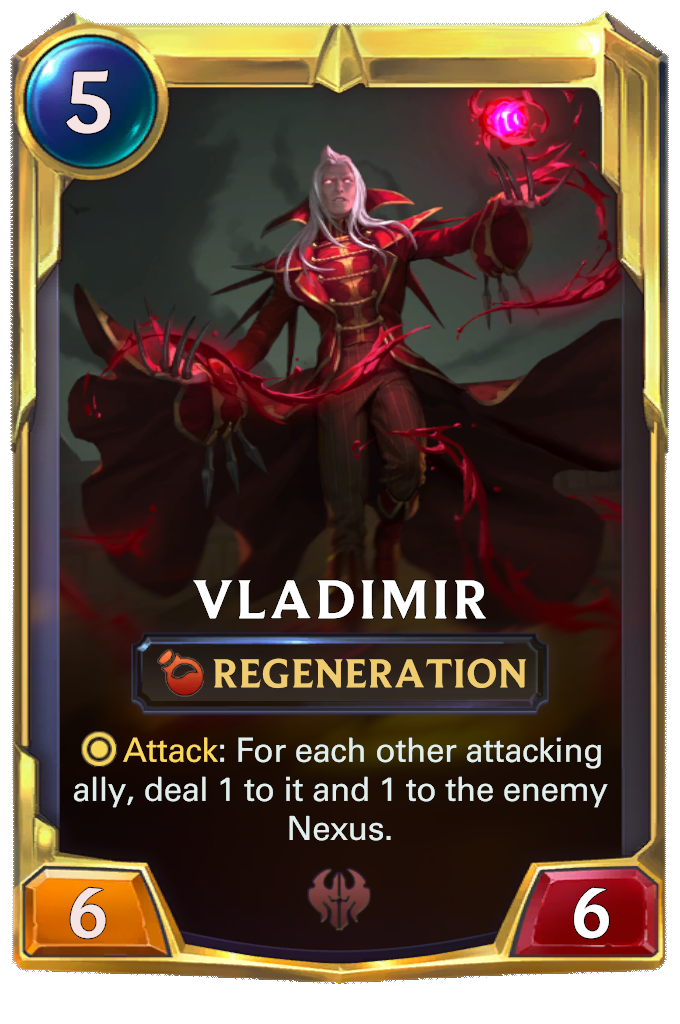 5
VLADIMIR
REGENERATION
Attack: For each other attacking
ally, deal 1 to it and 1 to the enemy
Nexus.
6
6